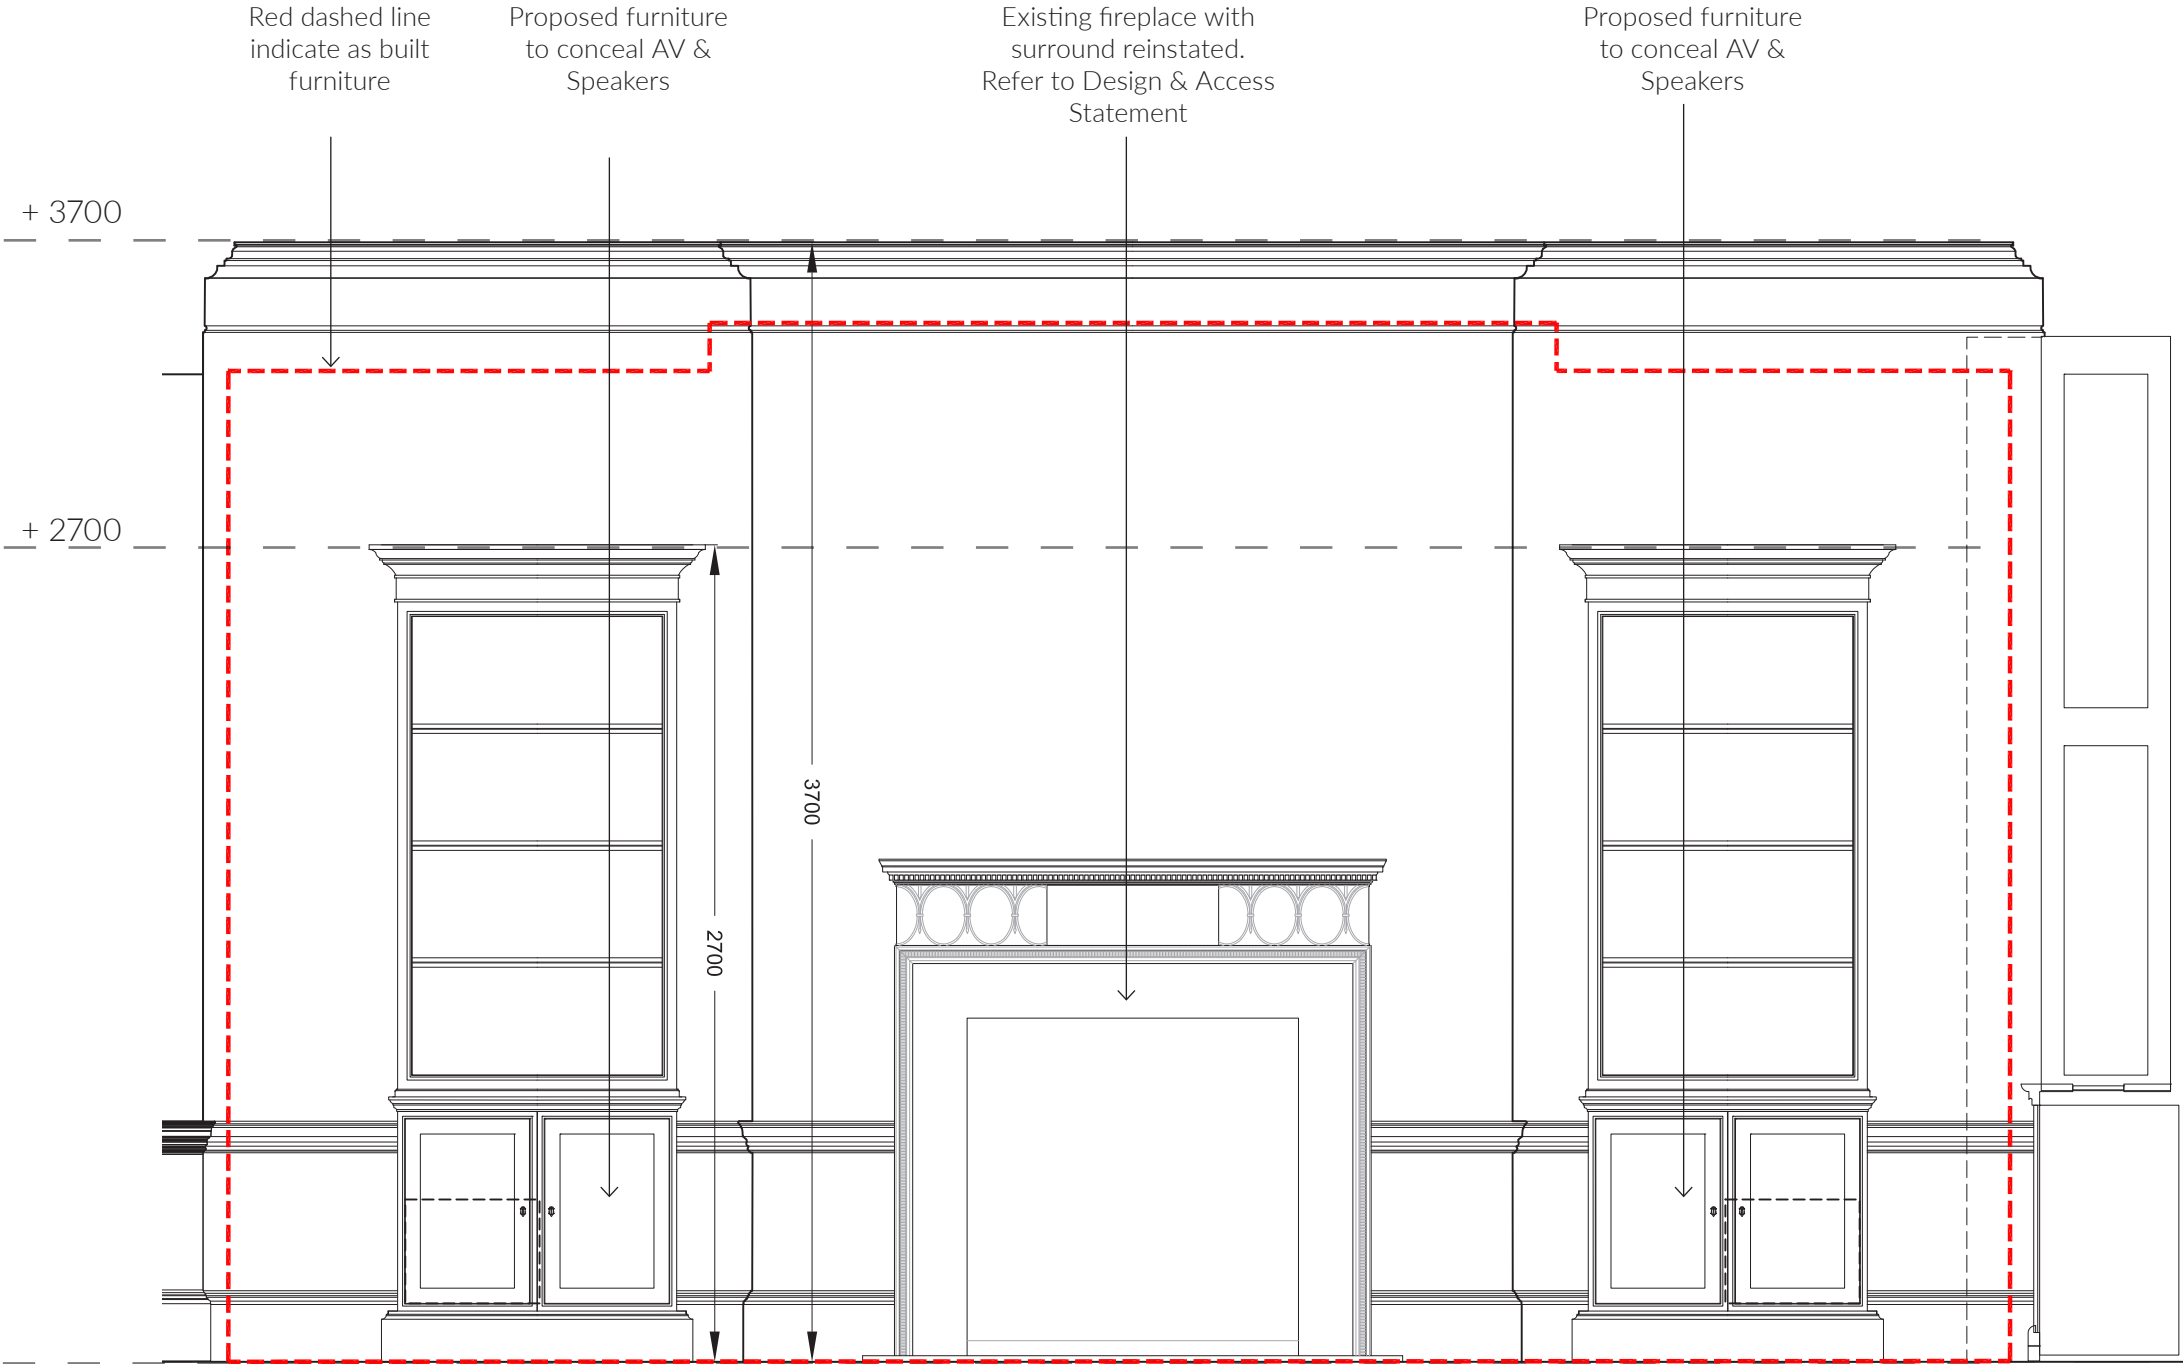 Red dashed line
indicate as built
furniture
Proposed furniture
to conceal AV &
Speakers
Existing fireplace with
surround reinstated.
Refer to Design & Access
Statement
Proposed furniture
to conceal AV &
Speakers
+ 3700
+ 2700
3700
2700